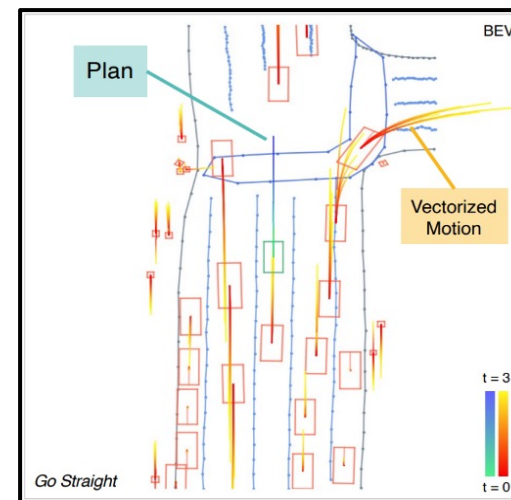 BEV
Plan
Vectorized
Motion
t = 3
t = 0
Go Straight